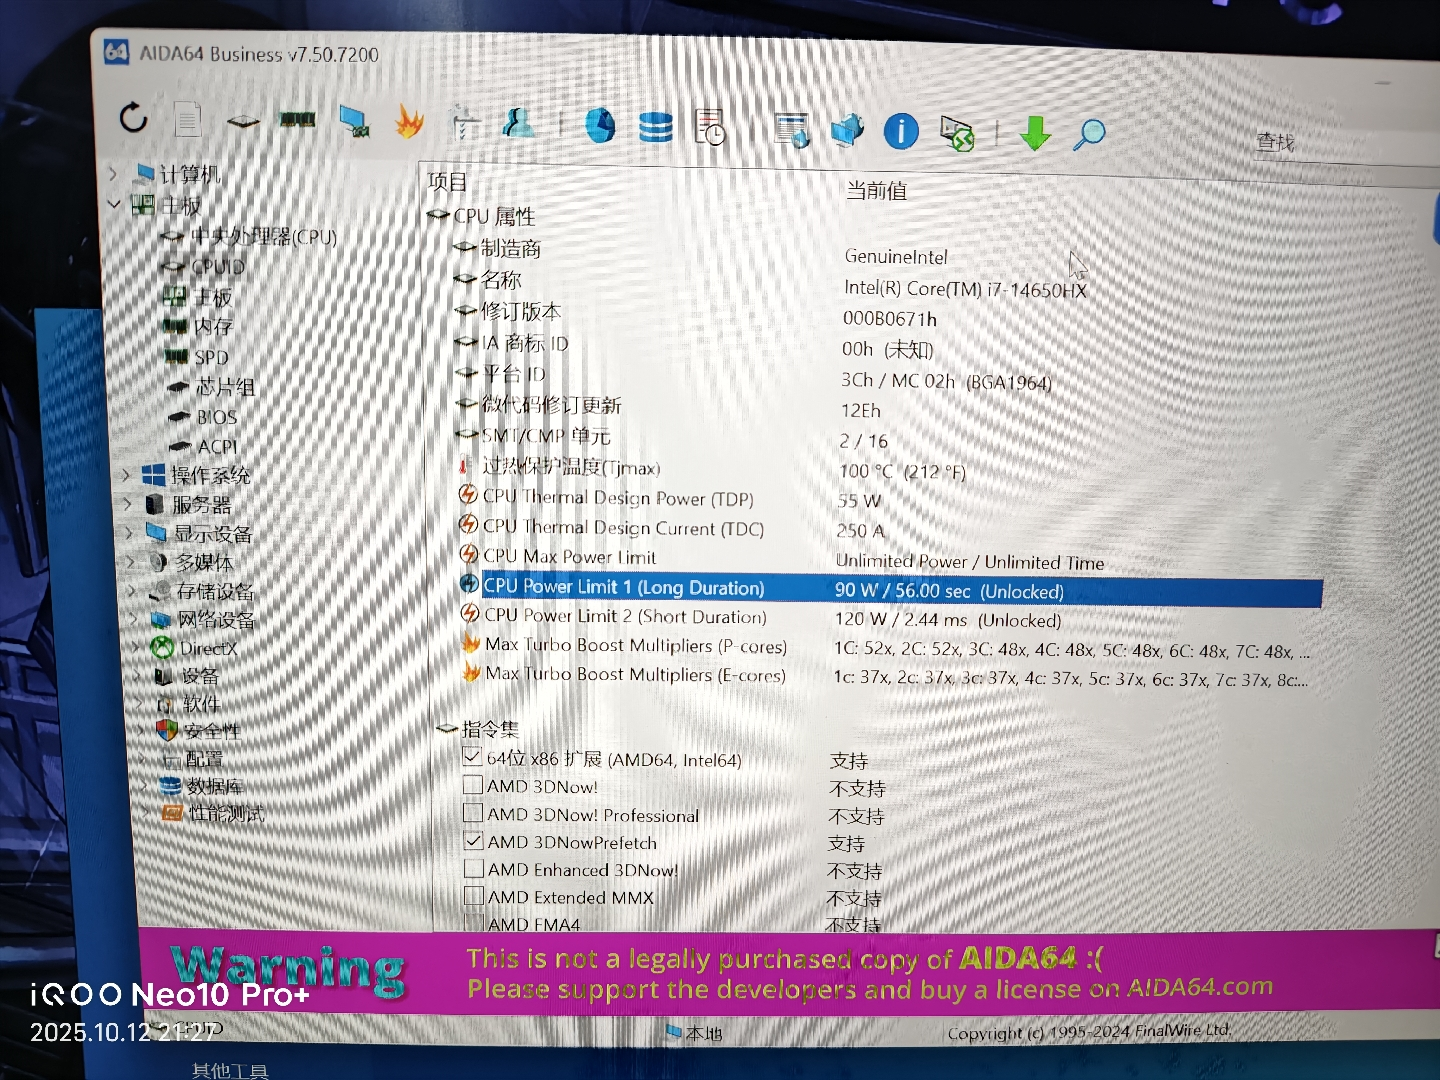 AIDA64 Business v7.50.7200
查找
计算机
主板
中央处理器(CPU)
CPUID
主板
内存
SPD
芯片组
BIOS
ACPI
操作系统
服务器
显示设备
多媒体
存储设备
网络设备
DirectX
设备
软件
安全性
配置
数据库
性能测试
项目 当前值
CPU 属性
制造商 GenuineIntel
名称 Intel(R) Core(TM) i7-14650HX
修订版本 000B0671h
IA 商标 ID 00h (未知)
平台 ID 3Ch / MC 02h (BGA1964)
微代码修订更新 12Eh
SMT/CMP 单元 2 / 16
过热保护温度(Tjmax) 100 °C (212 °F)
CPU Thermal Design Power (TDP) 55 W
CPU Thermal Design Current (TDC) 250 A
CPU Max Power Limit Unlimited Power / Unlimited Time
CPU Power Limit 1 (Long Duration) 90 W / 56.00 sec (Unlocked)
CPU Power Limit 2 (Short Duration) 120 W / 2.44 ms (Unlocked)
Max Turbo Boost Multipliers (P-cores) 1C: 52x, 2C: 52x, 3C: 48x, 4C: 48x, 5C: 48x, 6C: 48x, 7C: 48x, ...
Max Turbo Boost Multipliers (E-cores) 1c: 37x, 2c: 37x, 3c: 37x, 4c: 37x, 5c: 37x, 6c: 37x, 7c: 37x, 8c:...
指令集
64位 x86 扩展 (AMD64, Intel64) 支持
AMD 3DNow! 不支持
AMD 3DNow! Professional 不支持
AMD 3DNowPrefetch 支持
AMD Enhanced 3DNow! 不支持
AMD Extended MMX 不支持
AMD FMA4 不支持
Warning
This is not a legally purchased copy of AIDA64 :(
Please support the developers and buy a license on AIDA64.com
iQOO Neo10 Pro+
2025.10.12 21:27
本地
Copyright (c) 1995-2024 FinalWire Ltd.
其他工具